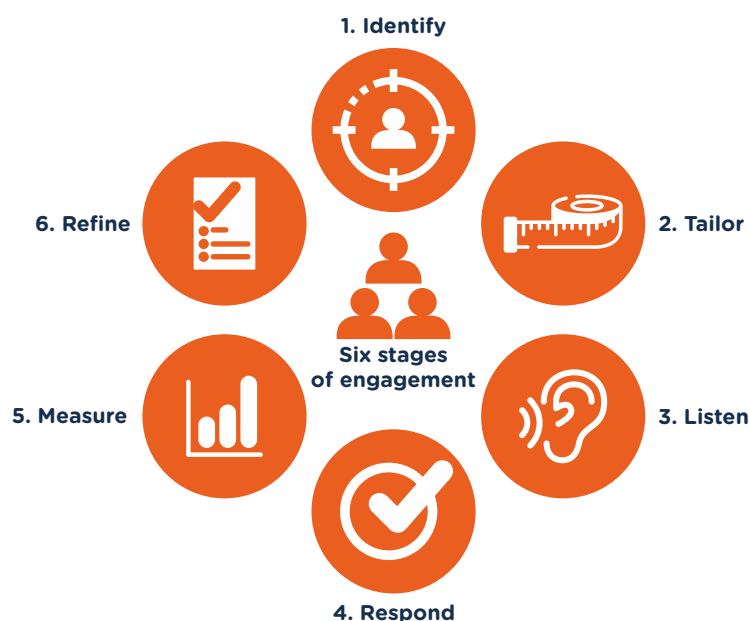 1. Identify
2. Tailor
3. Listen
4. Respond
5. Measure
6. Refine
Six stages
of engagement